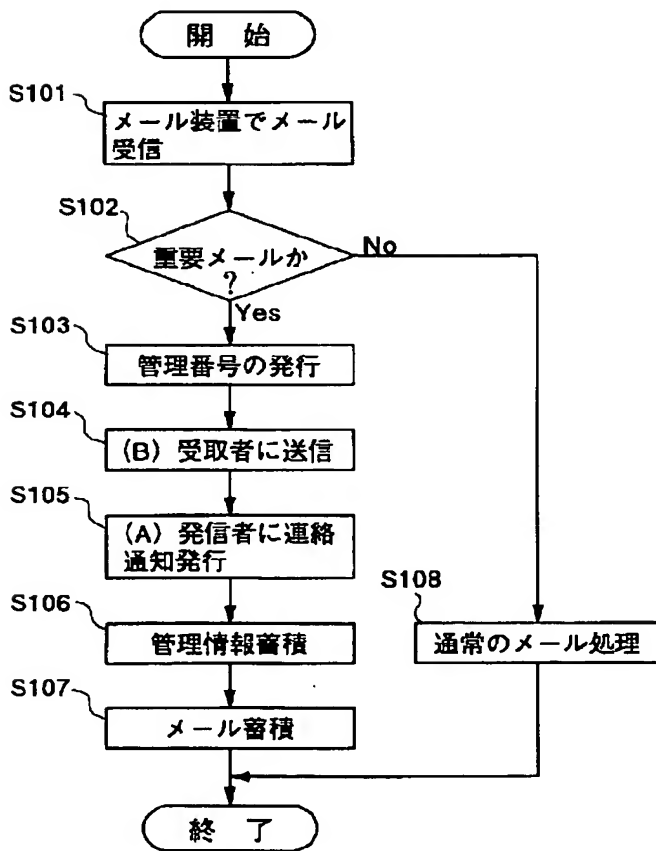 開 始
S101
メール装置でメール
受信
S102
重要メールか
?
No
Yes
S103
管理番号の発行
S104
(B) 受取者に送信
S105
(A) 発信者に連絡
通知発行
S106
管理情報蓄積
S108
通常のメール処理
S107
メール蓄積
終 了